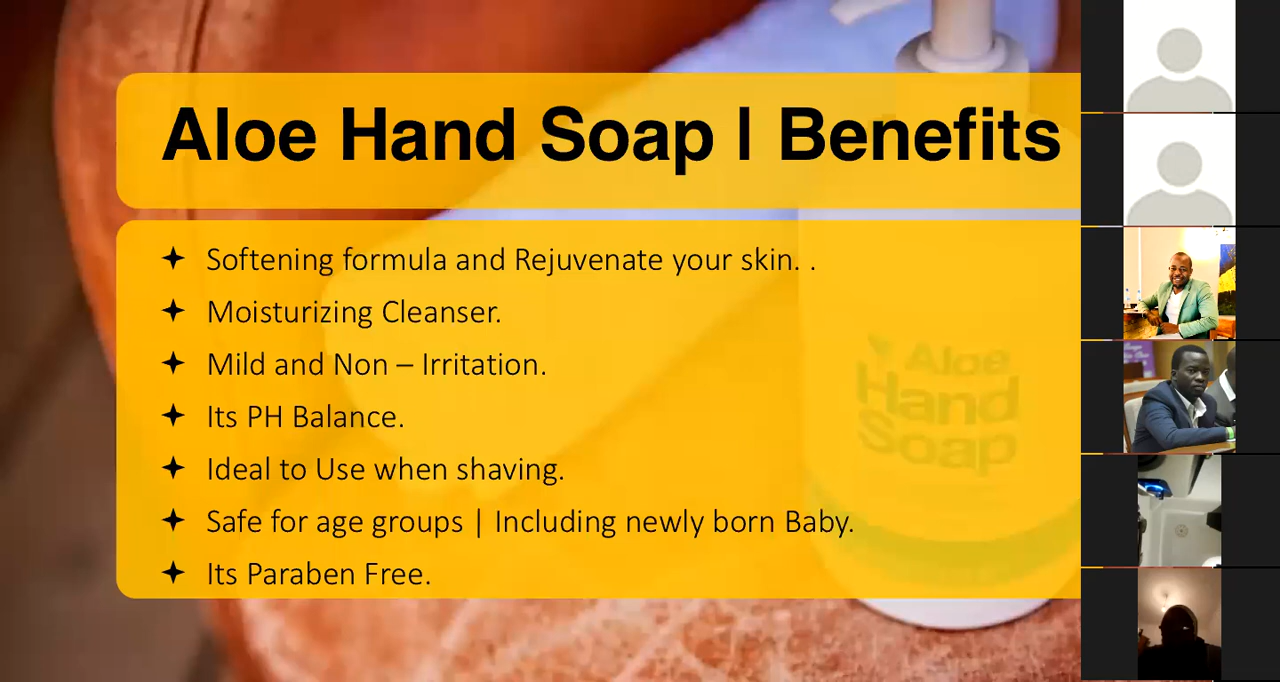 Aloe Hand Soap | Benefits
Softening formula and Rejuvenate your skin. .
Moisturizing Cleanser.
Mild and Non – Irritation.
Its PH Balance.
Ideal to Use when shaving.
Safe for age groups | Including newly born Baby.
Its Paraben Free.
Aloe
Hand
Soap